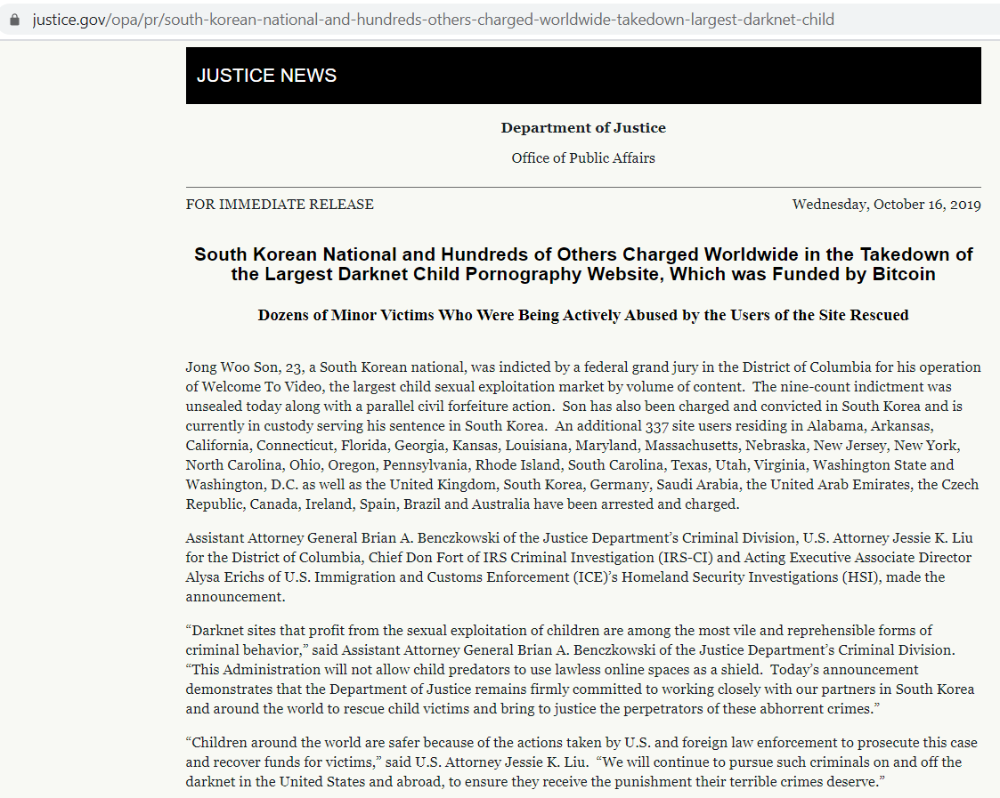 justice.gov/opa/pr/south-korean-national-and-hundreds-others-charged-worldwide-takedown-largest-darknet-child
JUSTICE NEWS
Department of Justice
Office of Public Affairs
FOR IMMEDIATE RELEASE Wednesday, October 16, 2019
South Korean National and Hundreds of Others Charged Worldwide in the Takedown of
the Largest Darknet Child Pornography Website, Which was Funded by Bitcoin
Dozens of Minor Victims Who Were Being Actively Abused by the Users of the Site Rescued
Jong Woo Son, 23, a South Korean national, was indicted by a federal grand jury in the District of Columbia for his operation
of Welcome To Video, the largest child sexual exploitation market by volume of content.  The nine-count indictment was
unsealed today along with a parallel civil forfeiture action.  Son has also been charged and convicted in South Korea and is
currently in custody serving his sentence in South Korea.  An additional 337 site users residing in Alabama, Arkansas,
California, Connecticut, Florida, Georgia, Kansas, Louisiana, Maryland, Massachusetts, Nebraska, New Jersey, New York,
North Carolina, Ohio, Oregon, Pennsylvania, Rhode Island, South Carolina, Texas, Utah, Virginia, Washington State and
Washington, D.C. as well as the United Kingdom, South Korea, Germany, Saudi Arabia, the United Arab Emirates, the Czech
Republic, Canada, Ireland, Spain, Brazil and Australia have been arrested and charged.
Assistant Attorney General Brian A. Benczkowski of the Justice Department’s Criminal Division, U.S. Attorney Jessie K. Liu
for the District of Columbia, Chief Don Fort of IRS Criminal Investigation (IRS-CI) and Acting Executive Associate Director
Alysa Erichs of U.S. Immigration and Customs Enforcement (ICE)’s Homeland Security Investigations (HSI), made the
announcement.
“Darknet sites that profit from the sexual exploitation of children are among the most vile and reprehensible forms of
criminal behavior,” said Assistant Attorney General Brian A. Benczkowski of the Justice Department’s Criminal Division.
“This Administration will not allow child predators to use lawless online spaces as a shield.  Today’s announcement
demonstrates that the Department of Justice remains firmly committed to working closely with our partners in South Korea
and around the world to rescue child victims and bring to justice the perpetrators of these abhorrent crimes.”
“Children around the world are safer because of the actions taken by U.S. and foreign law enforcement to prosecute this case
and recover funds for victims,” said U.S. Attorney Jessie K. Liu.  “We will continue to pursue such criminals on and off the
darknet in the United States and abroad, to ensure they receive the punishment their terrible crimes deserve.”